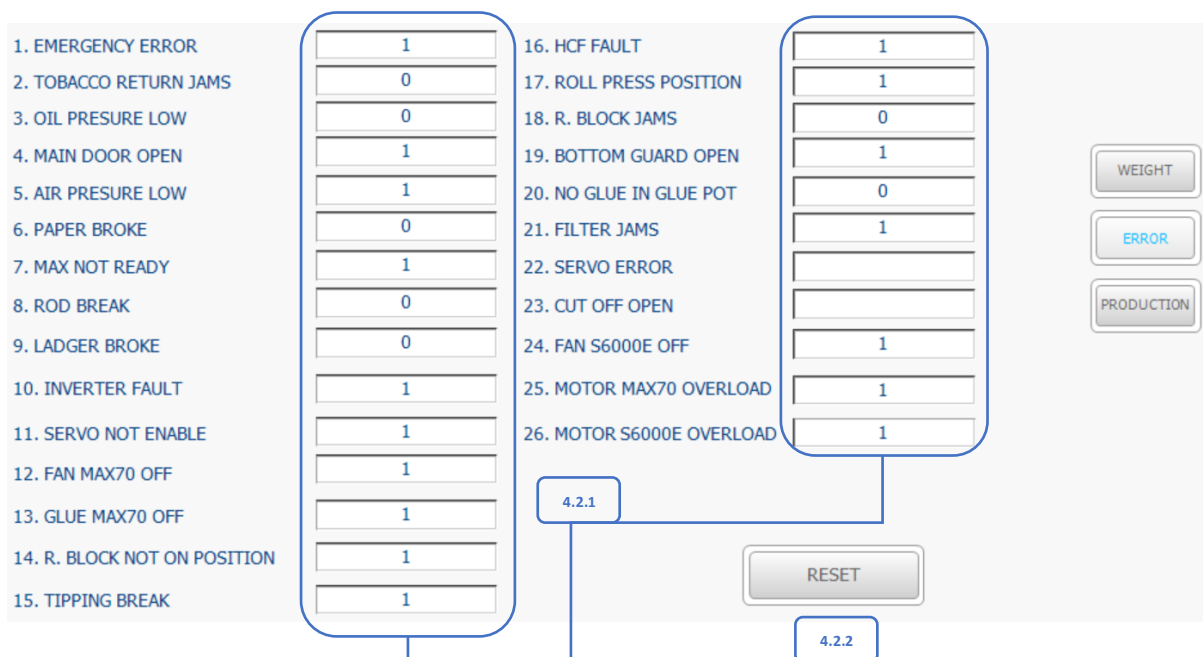 1. EMERGENCY ERROR 1
2. TOBACCO RETURN JAMS 0
3. OIL PRESURE LOW 0
4. MAIN DOOR OPEN 1
5. AIR PRESURE LOW 1
6. PAPER BROKE 0
7. MAX NOT READY 1
8. ROD BREAK 0
9. LADGER BROKE 0
10. INVERTER FAULT 1
11. SERVO NOT ENABLE 1
12. FAN MAX70 OFF 1
13. GLUE MAX70 OFF 1
14. R. BLOCK NOT ON POSITION 1
15. TIPPING BREAK 1
16. HCF FAULT 1
17. ROLL PRESS POSITION 1
18. R. BLOCK JAMS 0
19. BOTTOM GUARD OPEN 1
20. NO GLUE IN GLUE POT 0
21. FILTER JAMS 1
22. SERVO ERROR
23. CUT OFF OPEN
24. FAN S6000E OFF 1
25. MOTOR MAX70 OVERLOAD 1
26. MOTOR S6000E OVERLOAD 1
WEIGHT
ERROR
PRODUCTION
4.2.1
RESET
4.2.2